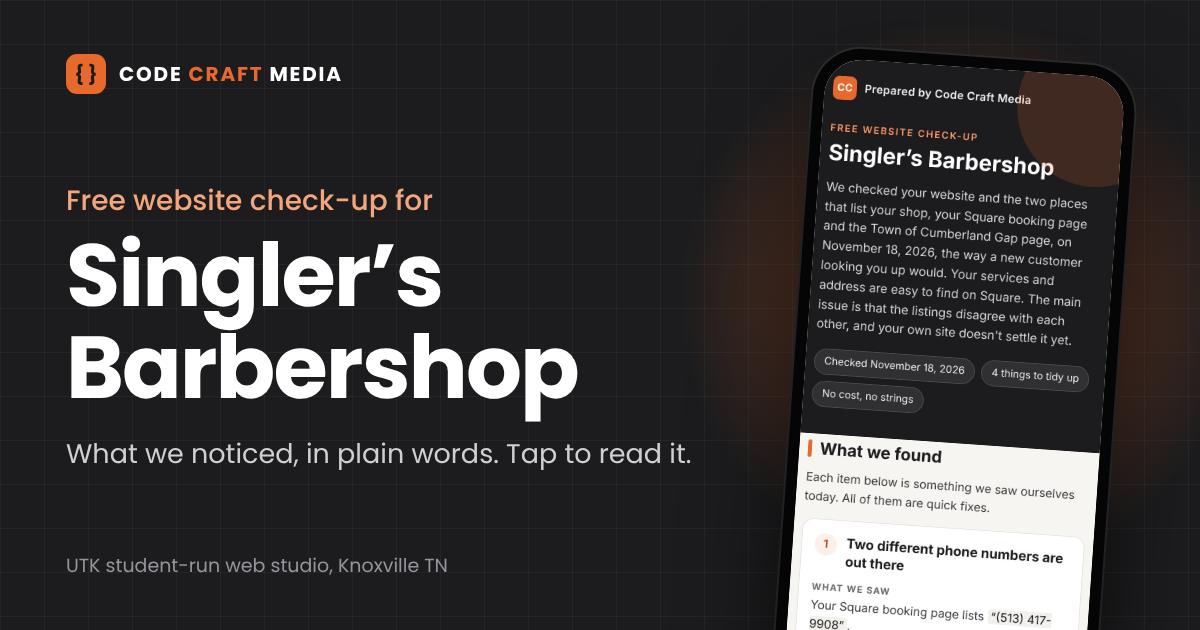 { } CODE CRAFT MEDIA
Free website check-up for
Singler’s
Barbershop
What we noticed, in plain words. Tap to read it.
UTK student-run web studio, Knoxville TN
CC Prepared by Code Craft Media
FREE WEBSITE CHECK-UP
Singler’s Barbershop
We checked your website and the two places
that list your shop, your Square booking page
and the Town of Cumberland Gap page, on
November 18, 2026, the way a new customer
looking you up would. Your services and
address are easy to find on Square. The main
issue is that the listings disagree with each
other, and your own site doesn't settle it yet.
Checked November 18, 2026
4 things to tidy up
No cost, no strings
What we found
Each item below is something we saw ourselves
today. All of them are quick fixes.
1 Two different phone numbers are
out there
WHAT WE SAW
Your Square booking page lists “(513) 417-
9908”.